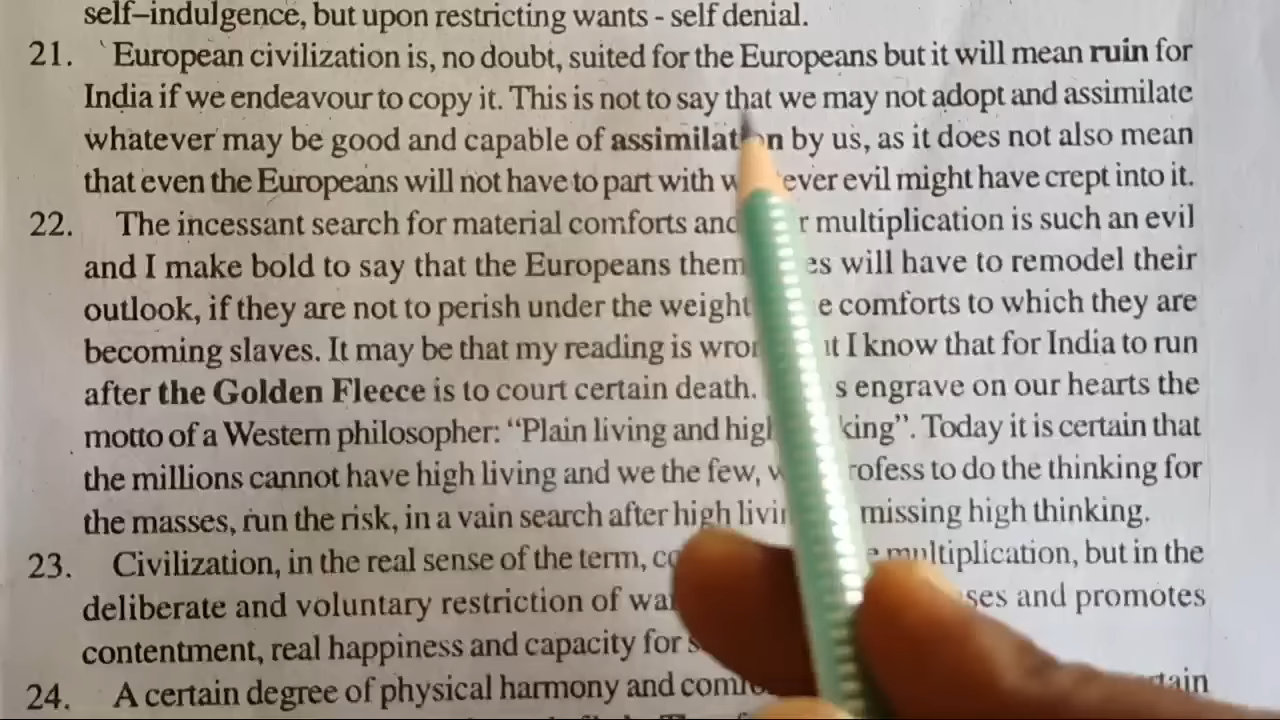 self–indulgence, but upon restricting wants - self denial.
21. `European civilization is, no doubt, suited for the Europeans but it will mean ruin for
India if we endeavour to copy it. This is not to say that we may not adopt and assimilate
whatever may be good and capable of assimilation by us, as it does not also mean
that even the Europeans will not have to part with ever evil might have crept into it.
22. The incessant search for material comforts and multiplication is such an evil
and I make bold to say that the Europeans will have to remodel their
outlook, if they are not to perish under the weight comforts to which they are
becoming slaves. It may be that my reading is I know that for India to run
after the Golden Fleece is to court certain death. engrave on our hearts the
motto of a Western philosopher: “Plain living and ”. Today it is certain that
the millions cannot have high living and we the few, to do the thinking for
the masses, run the risk, in a vain search after high missing high thinking.
23. Civilization, in the real sense of the term, multiplication, but in the
deliberate and voluntary restriction of and promotes
contentment, real happiness and capacity for
24. A certain degree of physical harmony and